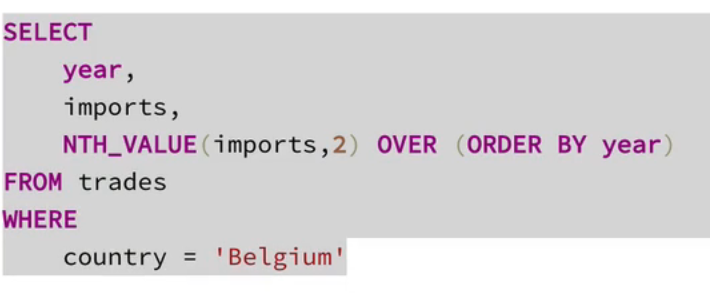 SELECT
year,
imports,
NTH_VALUE(imports,2) OVER (ORDER BY year)
FROM trades
WHERE
country = 'Belgium'